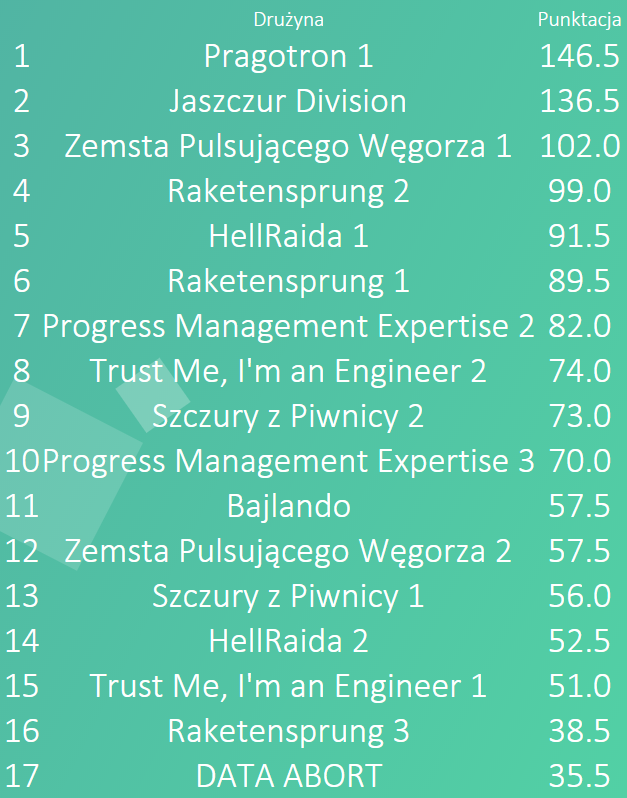 Drużyna Punktacja
1 Pragotron 1 146.5
2 Jaszczur Division 136.5
3 Zemsta Pulsującego Węgorza 1 102.0
4 Raketensprung 2 99.0
5 HellRaida 1 91.5
6 Raketensprung 1 89.5
7 Progress Management Expertise 2 82.0
8 Trust Me, I'm an Engineer 2 74.0
9 Szczury z Piwnicy 2 73.0
10 Progress Management Expertise 3 70.0
11 Bajlando 57.5
12 Zemsta Pulsującego Węgorza 2 57.5
13 Szczury z Piwnicy 1 56.0
14 HellRaida 2 52.5
15 Trust Me, I'm an Engineer 1 51.0
16 Raketensprung 3 38.5
17 DATA ABORT 35.5